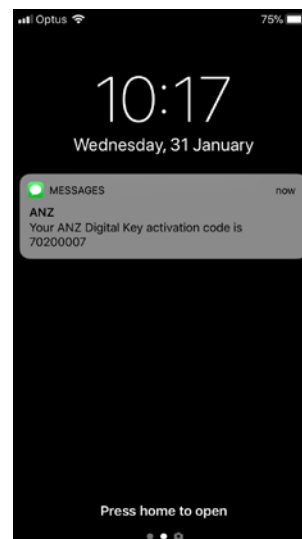 Optus 75%
10:17
Wednesday, 31 January
MESSAGES now
ANZ
Your ANZ Digital Key activation code is
70200007
Press home to open